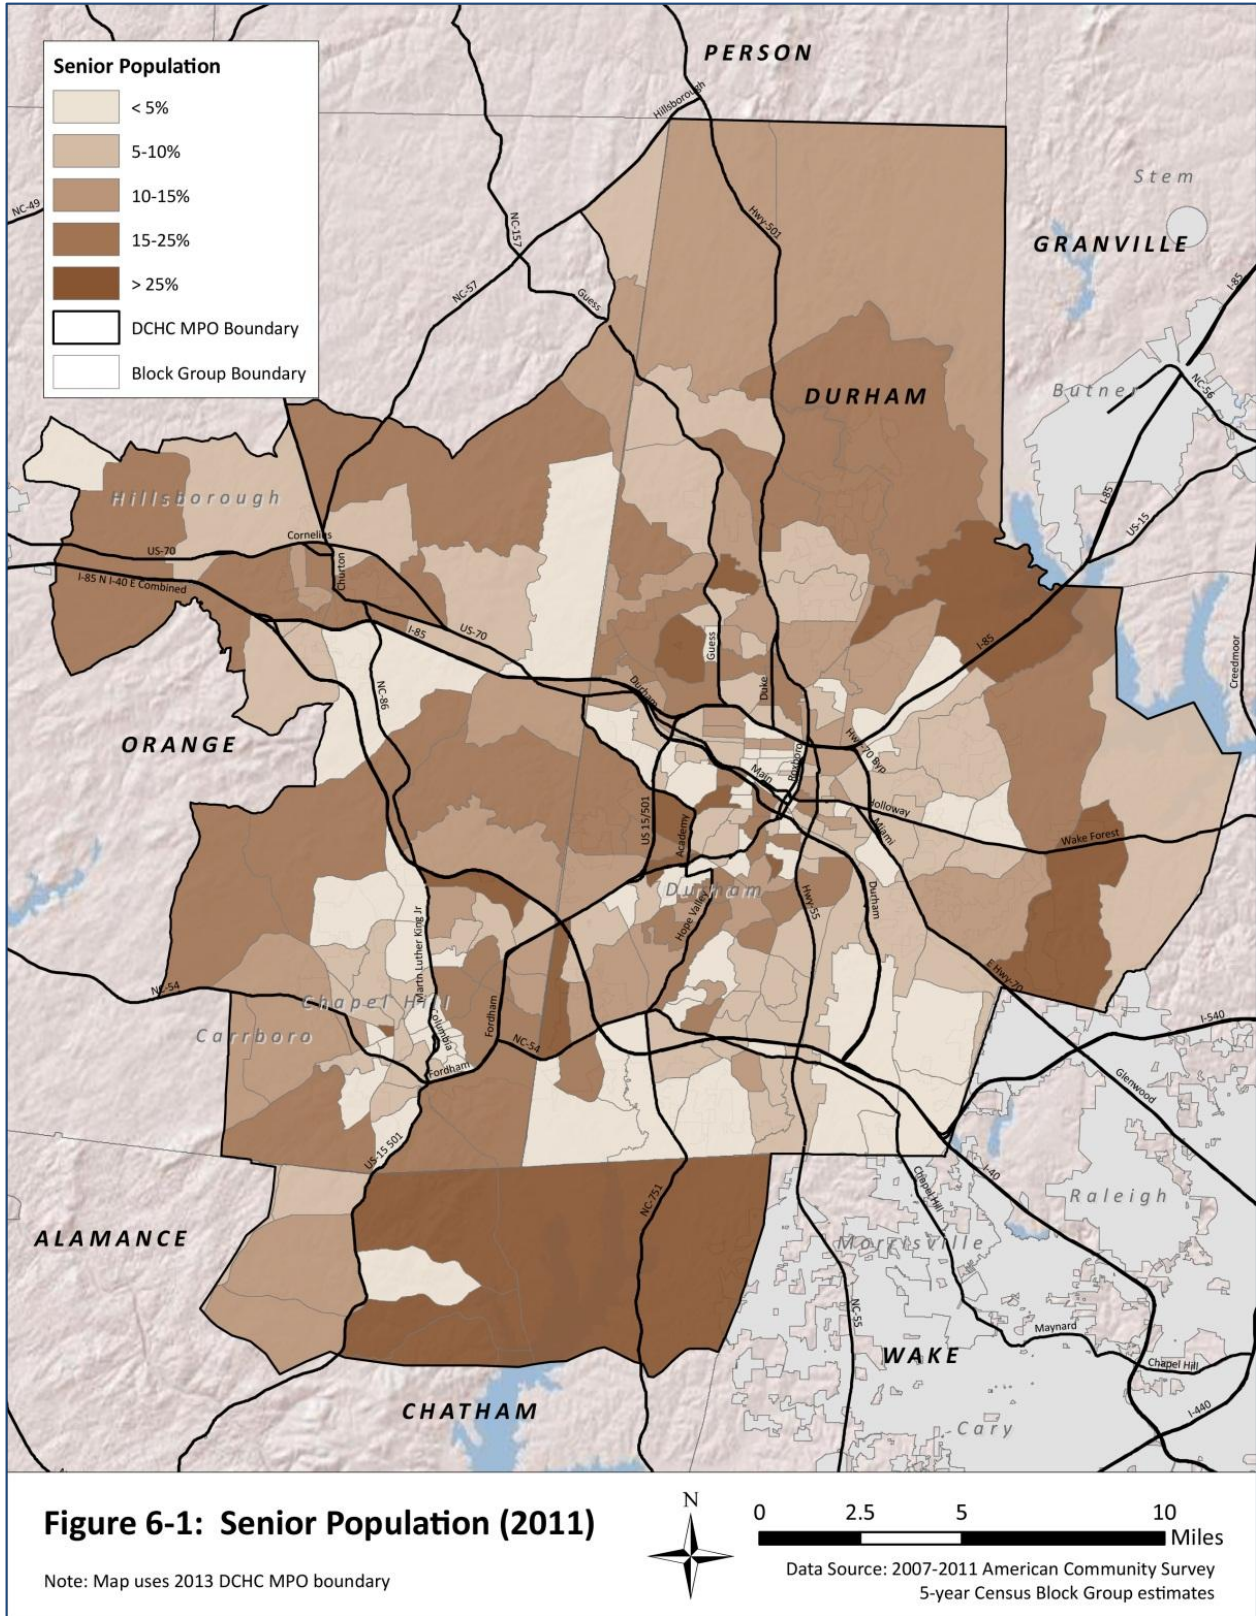 PERSON
Senior Population
< 5%
5-10%
10-15%
15-25%
> 25%
DCHC MPO Boundary
Block Group Boundary
Hillsborough
NC-49
NC-157
Hwy-501
Stem
GRANVILLE
I-85
NC-57
Guess
DURHAM
Butner
NC-56
I-85
US-15
Hillsborough
Cornelius
US-70
Churton
I-85 N I-40 E Combined
I-85
US-70
Guess
I-85
Creedmoor
NC-86
Durham
Duke
ORANGE
Hwy-70 Byp
Roxboro
Main
US 15/501
Academy
Holloway
Miami
Wake Forest
Durham
Hope Valley
Hwy-55
Durham
Martin Luther King Jr
E Hwy-70
NC-54
Chapel Hill
Carrboro
Columbia
Fordham
NC-54
Fordham
I-540
Glenwood
US-15 501
I-40
NC-751
Chapel Hill
Raleigh
ALAMANCE
Morrisville
NC-55
Maynard
WAKE
Chapel Hill
CHATHAM
Cary
I-440
Figure 6-1: Senior Population (2011)
Note: Map uses 2013 DCHC MPO boundary
N
0 2.5 5 10
Miles
Data Source: 2007-2011 American Community Survey
5-year Census Block Group estimates